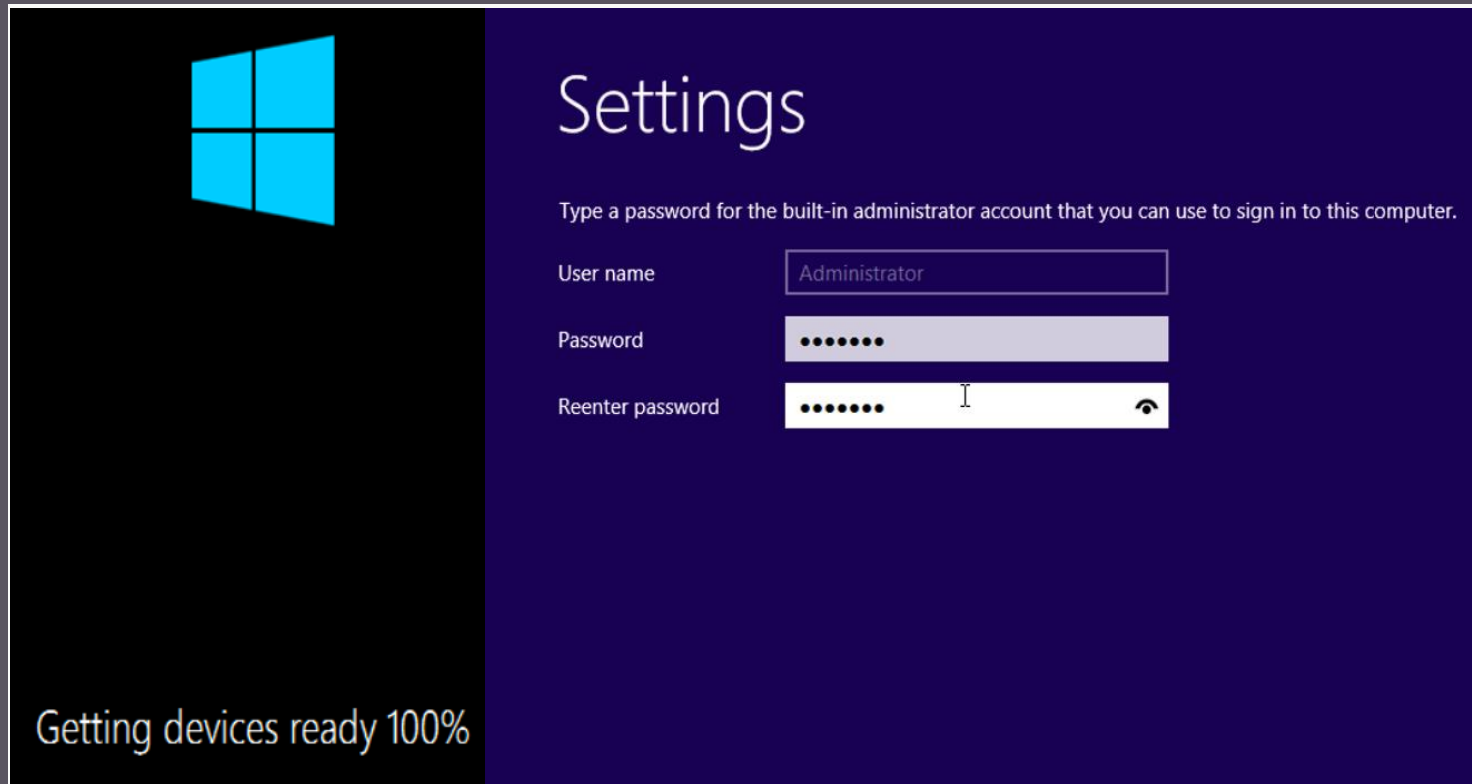 Settings
Type a password for the built-in administrator account that you can use to sign in to this computer.
User name
Administrator
Password
•••••••
Reenter password
•••••••
Getting devices ready 100%